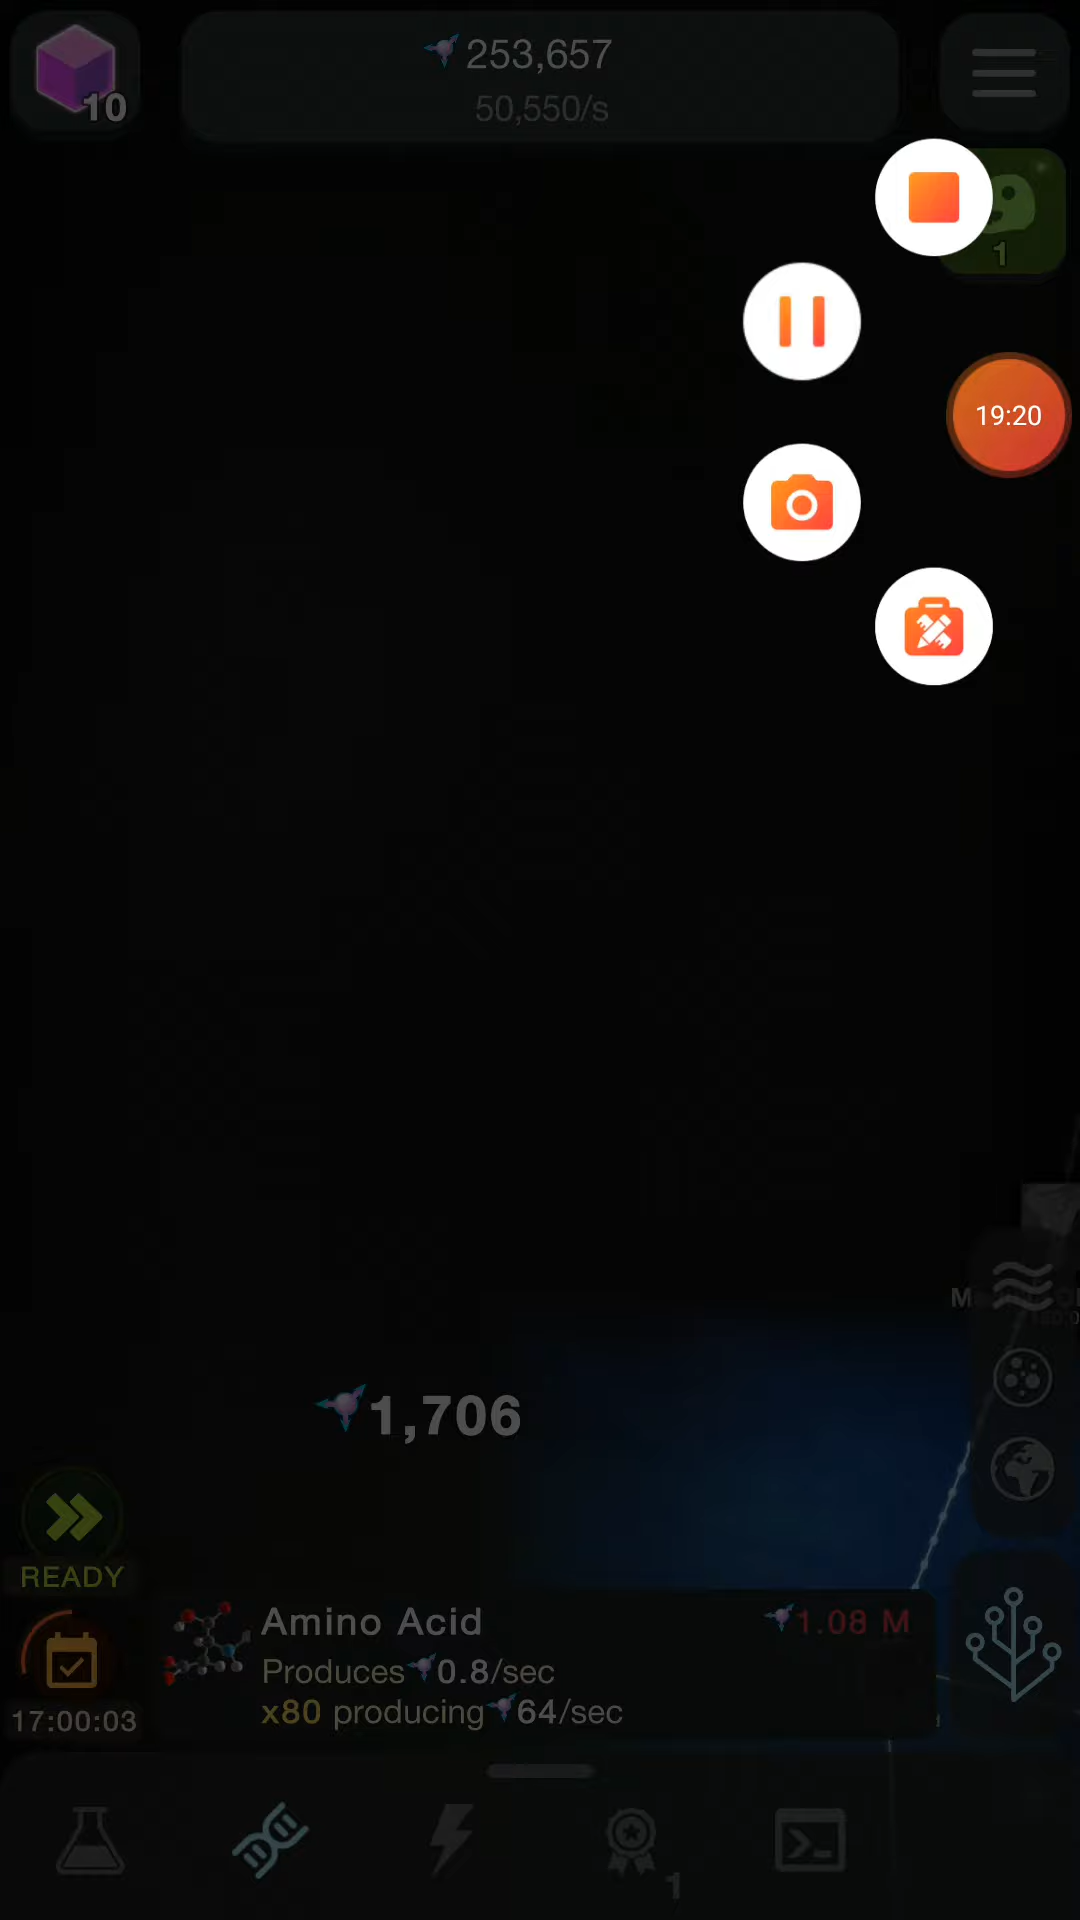 253,657
10
50,550/s
1
19:20
1,706
READY
Amino Acid
1.08 M
Produces 0.8/sec
x80 producing 64/sec
17:00:03
1